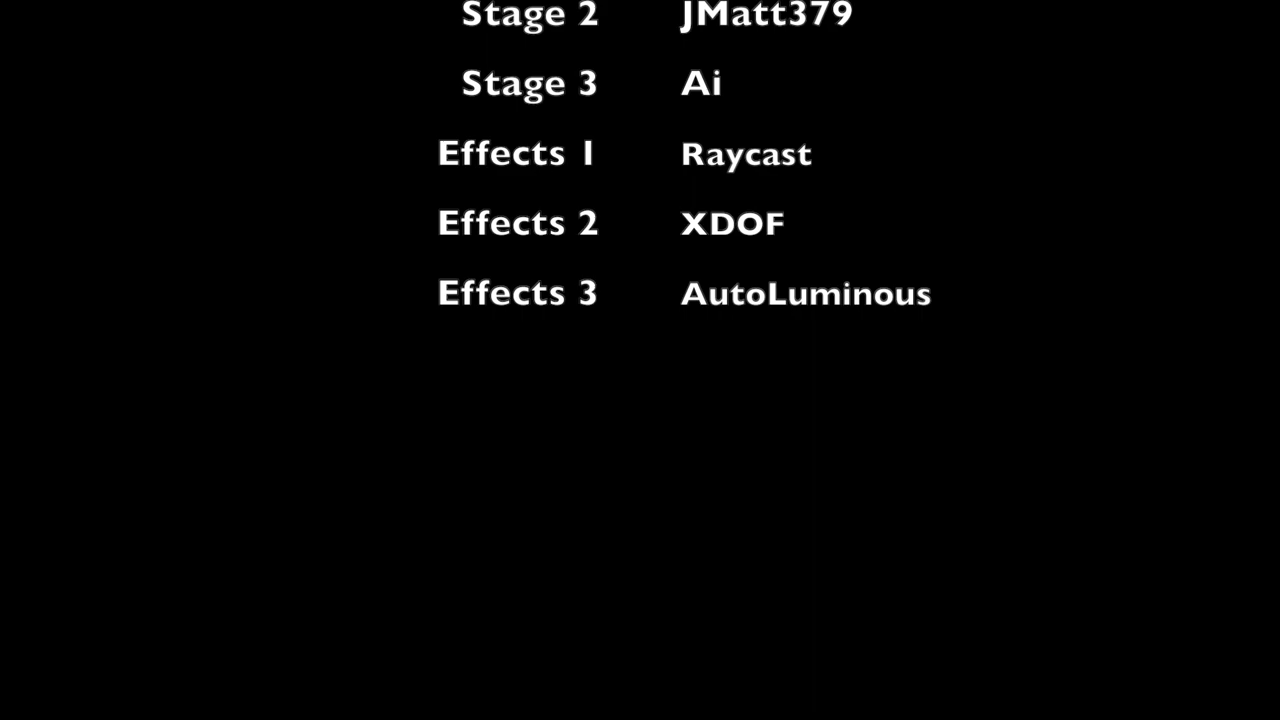 Stage 2 JMatt379
Stage 3 Ai
Effects 1 Raycast
Effects 2 XDOF
Effects 3 AutoLuminous